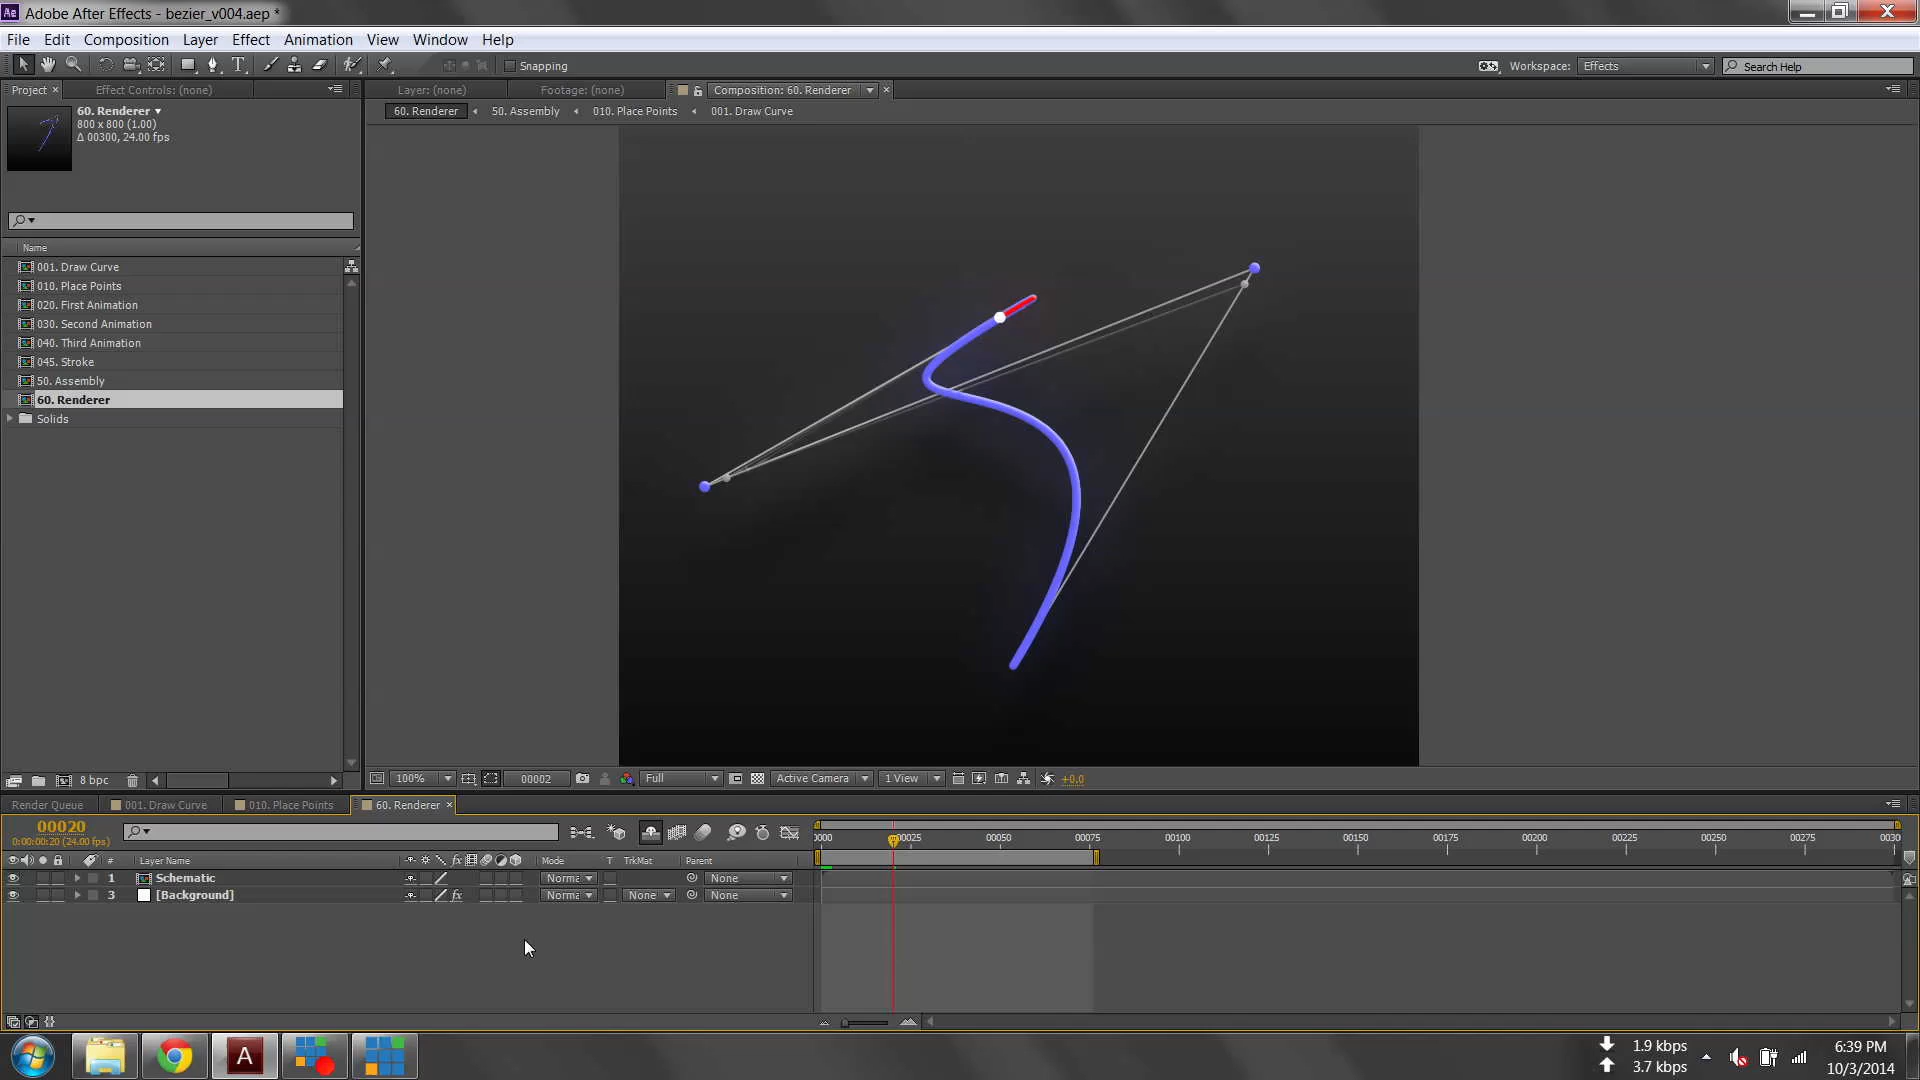 Ae Adobe After Effects - bezier_v004.aep *
File Edit Composition Layer Effect Animation View Window Help
T Snapping Workspace: Effects Search Help
Project × Effect Controls: (none) Layer: (none) Footage: (none) Composition: 60. Renderer ×
60. Renderer 50. Assembly 010. Place Points 001. Draw Curve
60. Renderer
800 x 800 (1.00)
Δ 00300, 24.00 fps
Name
001. Draw Curve
010. Place Points
020. First Animation
030. Second Animation
040. Third Animation
045. Stroke
50. Assembly
60. Renderer
Solids
8 bpc
100% 00002 Full Active Camera 1 View +0.0
Render Queue 001. Draw Curve 010. Place Points 60. Renderer ×
00020
0:00:00:20 (24.00 fps)
0000 00025 00050 00075 00100 00125 00150 00175 00200 00225 00250 00275 0030
# Layer Name fx Mode T TrkMat Parent
1 Schematic Norma None
3 [Background] fx Norma None None
A
1.9 kbps
3.7 kbps
6:39 PM
10/3/2014